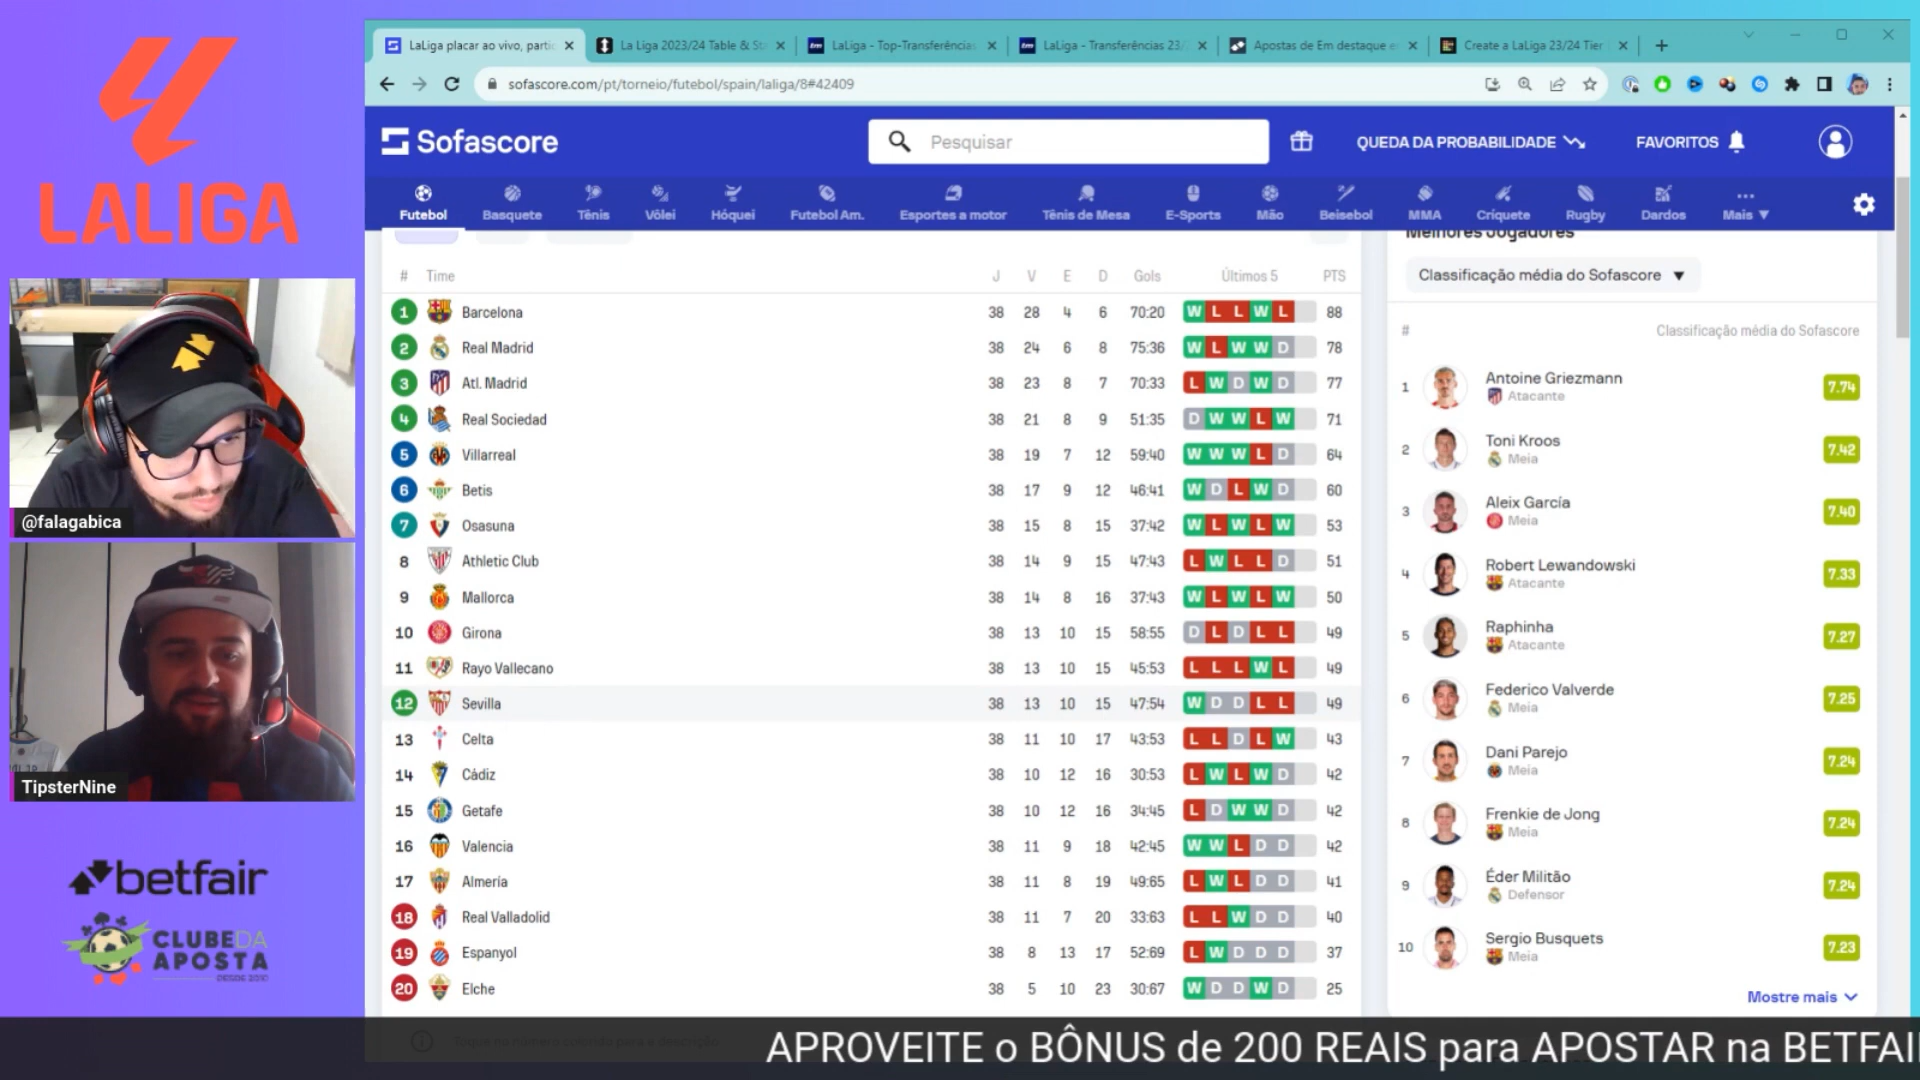 LALIGA
@falagabica
TipsterNine
betfair
CLUBE DA
APOSTA
DESDE 2010
LaLiga placar ao vivo, partic
La Liga 2023/24 Table & St
LaLiga - Top-Transferências
LaLiga - Transferências 23/
Apostas de Em destaque e
Create a LaLiga 23/24 Tier
sofascore.com/pt/torneio/futebol/spain/laliga/8#42409
Sofascore
Pesquisar
QUEDA DA PROBABILIDADE
FAVORITOS
Futebol Basquete Tênis Vôlei Hóquei Futebol Am. Esportes a motor Tênis de Mesa E-Sports Mão Beisebol MMA Críquete Rugby Dardos Mais ▼
# Time J V E D Gols Últimos 5 PTS
1 Barcelona 38 28 4 6 70:20 W L L W L 88
2 Real Madrid 38 24 6 8 75:36 W L W W D 78
3 Atl. Madrid 38 23 8 7 70:33 L W D W D 77
4 Real Sociedad 38 21 8 9 51:35 D W W L W 71
5 Villarreal 38 19 7 12 59:40 W W W L D 64
6 Betis 38 17 9 12 46:41 W D L W D 60
7 Osasuna 38 15 8 15 37:42 W L W L W 53
8 Athletic Club 38 14 9 15 47:43 L W L L D 51
9 Mallorca 38 14 8 16 37:43 W L W L W 50
10 Girona 38 13 10 15 58:55 D L D L L 49
11 Rayo Vallecano 38 13 10 15 45:53 L L L W L 49
12 Sevilla 38 13 10 15 47:54 W D D L L 49
13 Celta 38 11 10 17 43:53 L L D L W 43
14 Cádiz 38 10 12 16 30:53 L W L W D 42
15 Getafe 38 10 12 16 34:45 L D W W D 42
16 Valencia 38 11 9 18 42:45 W W L D D 42
17 Almería 38 11 8 19 49:65 L W L D D 41
18 Real Valladolid 38 11 7 20 33:63 L L W D D 40
19 Espanyol 38 8 13 17 52:69 L W D D D 37
20 Elche 38 5 10 23 30:67 W D D W D 25
Melhores Jogadores
Classificação média do Sofascore ▼
# Classificação média do Sofascore
1 Antoine Griezmann 7.74
Atacante
2 Toni Kroos 7.42
Meia
3 Aleix García 7.40
Meia
4 Robert Lewandowski 7.33
Atacante
5 Raphinha 7.27
Atacante
6 Federico Valverde 7.25
Meia
7 Dani Parejo 7.24
Meia
8 Frenkie de Jong 7.24
Meia
9 Éder Militão 7.24
Defensor
10 Sergio Busquets 7.23
Meia
Mostre mais
APROVEITE o BÔNUS de 200 REAIS para APOSTAR na BETFAI